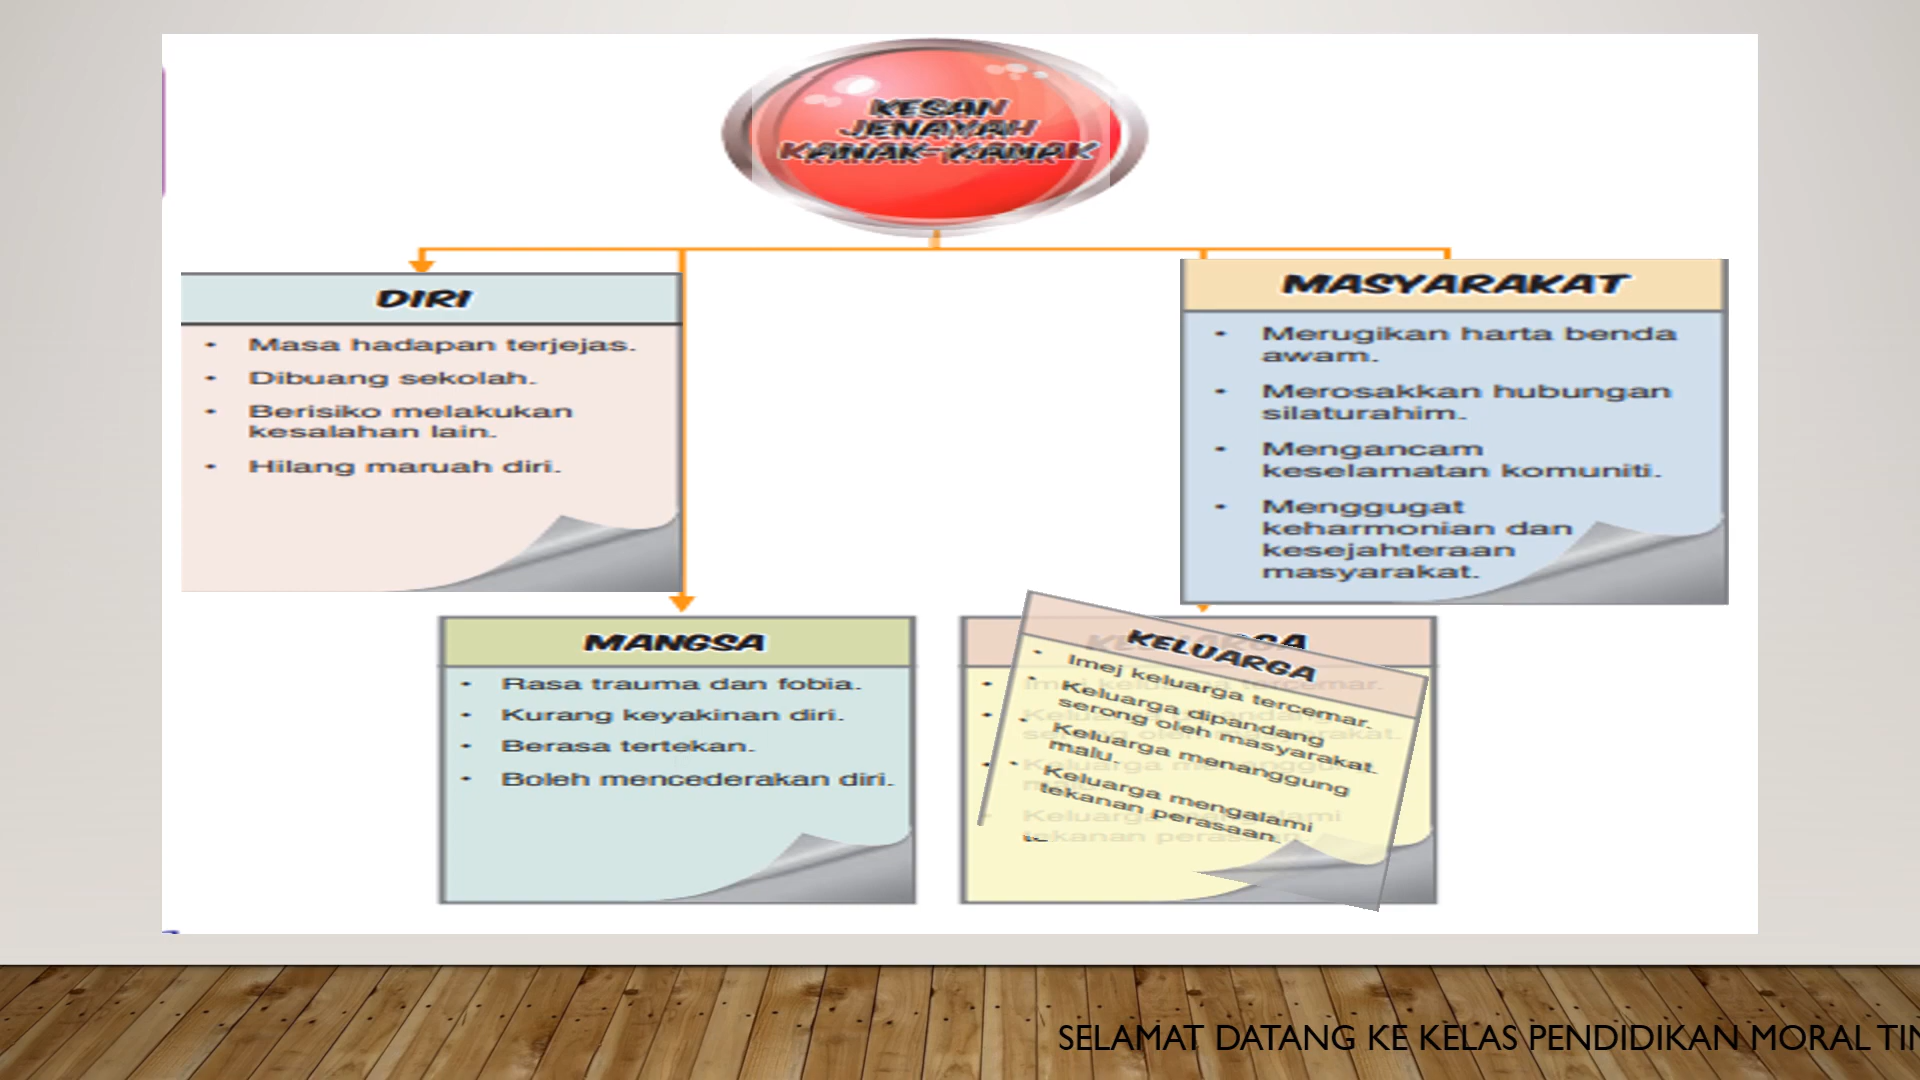 KESAN
JENAYAH
KANAK-KANAK
DIRI
• Masa hadapan terjejas.
• Dibuang sekolah.
• Berisiko melakukan
kesalahan lain.
• Hilang maruah diri.
MASYARAKAT
• Merugikan harta benda
awam.
• Merosakkan hubungan
silaturahim.
• Mengancam
keselamatan komuniti.
• Menggugat
keharmonian dan
kesejahteraan
masyarakat.
MANGSA
• Rasa trauma dan fobia.
• Kurang keyakinan diri.
• Berasa tertekan.
• Boleh mencederakan diri.
KELUARGA
• Imej keluarga tercemar.
• Keluarga dipandang
serong oleh masyarakat.
• Keluarga menanggung
malu.
• Keluarga mengalami
tekanan perasaan.
SELAMAT DATANG KE KELAS PENDIDIKAN MORAL